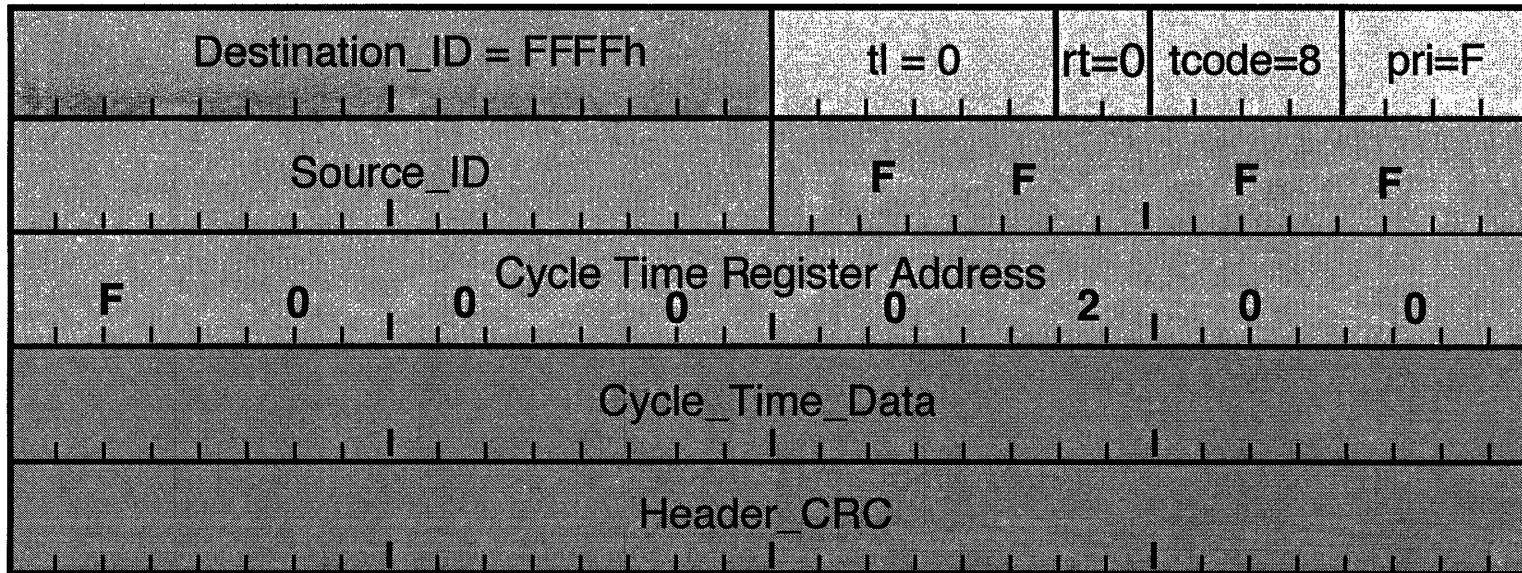 Destination_ID = FFFFh tl = 0 rt=0 tcode=8 pri=F
Source_ID F F F F
Cycle Time Register Address
F 0 0 0 0 2 0 0
Cycle_Time_Data
Header_CRC